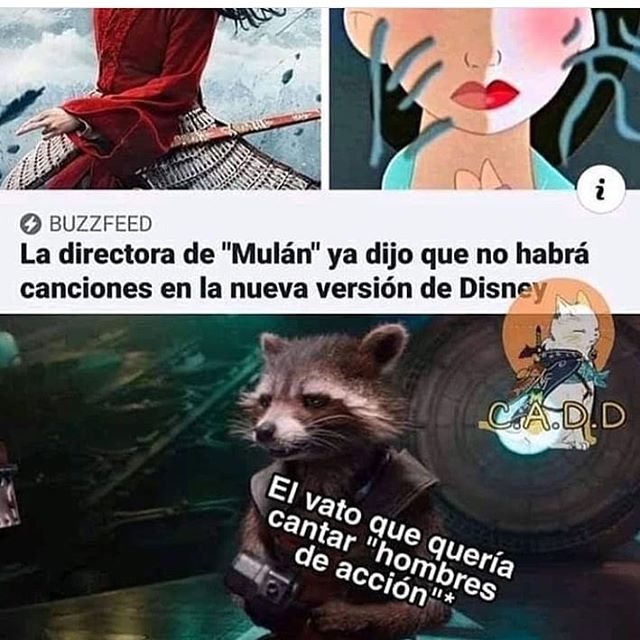 BUZZFEED
La directora de "Mulán" ya dijo que no habrá
canciones en la nueva versión de Disney
C.A.D.D
El vato que quería
cantar "hombres
de acción"*